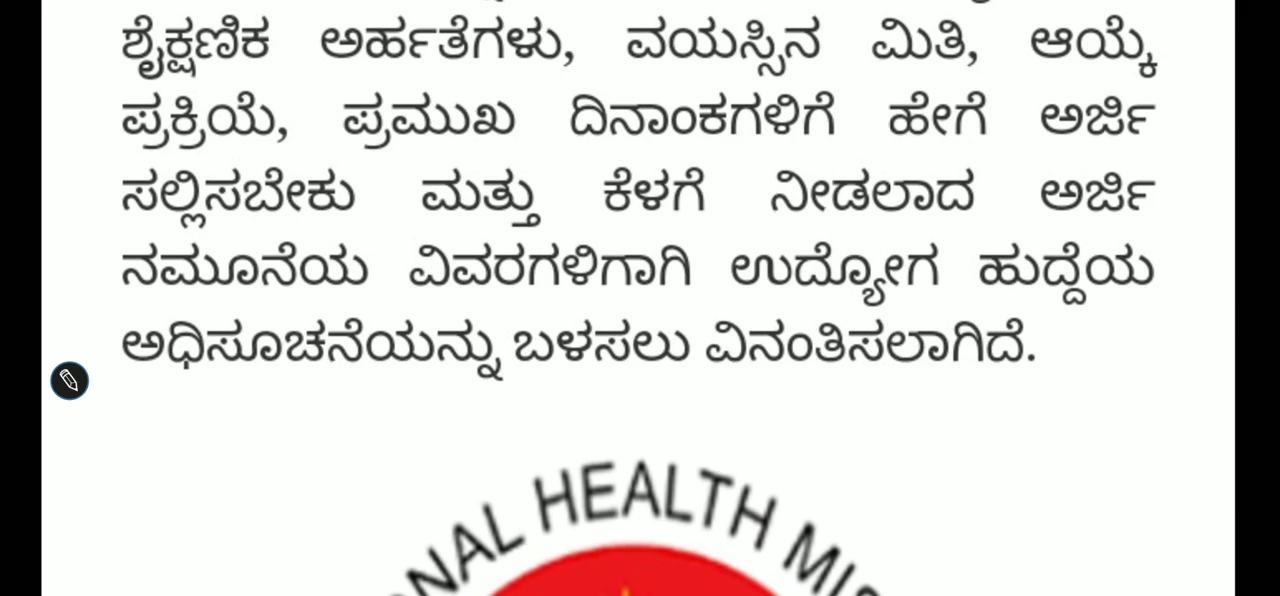 ಶೈಕ್ಷಣಿಕ ಅರ್ಹತೆಗಳು, ವಯಸ್ಸಿನ ಮಿತಿ, ಆಯ್ಕೆ
ಪ್ರಕ್ರಿಯೆ, ಪ್ರಮುಖ ದಿನಾಂಕಗಳಿಗೆ ಹೇಗೆ ಅರ್ಜಿ
ಸಲ್ಲಿಸಬೇಕು ಮತ್ತು ಕೆಳಗೆ ನೀಡಲಾದ ಅರ್ಜಿ
ನಮೂನೆಯ ವಿವರಗಳಿಗಾಗಿ ಉದ್ಯೋಗ ಹುದ್ದೆಯ
ಅಧಿಸೂಚನೆಯನ್ನು ಬಳಸಲು ವಿನಂತಿಸಲಾಗಿದೆ.
HEALTH